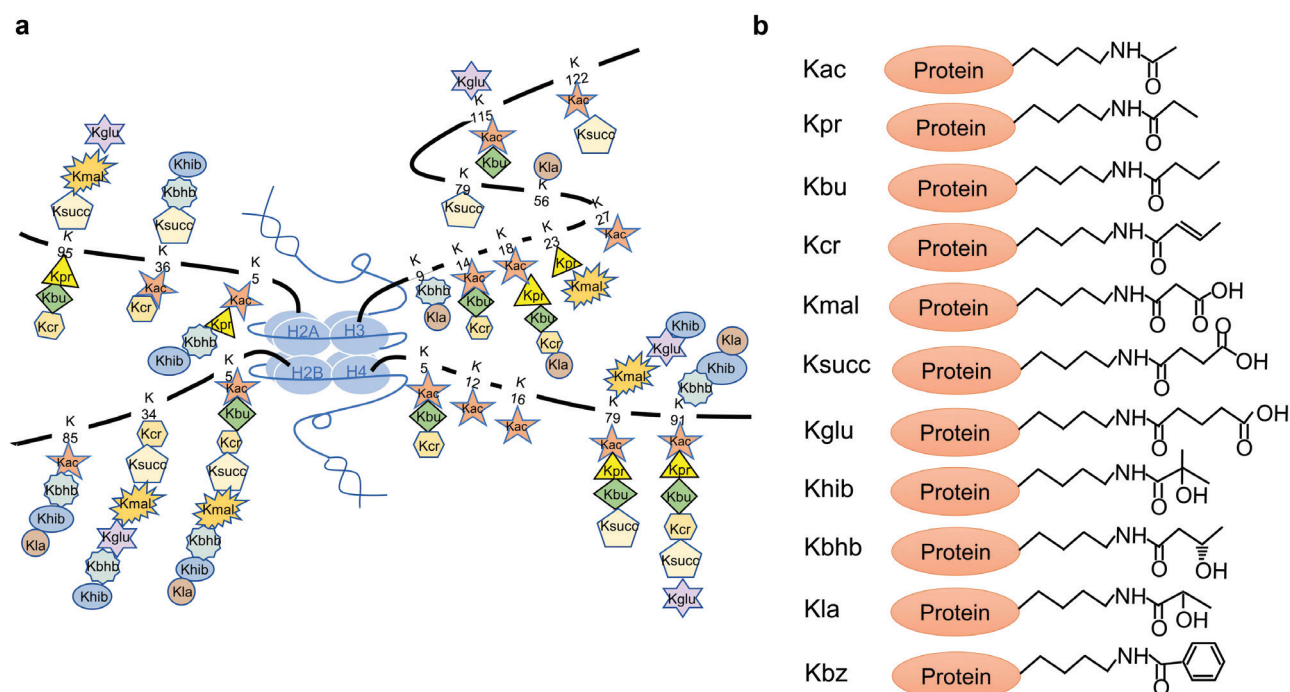 a
Kglu
Kmal
Ksucc
K
95
Kpr
Kbu
Kcr
Khib
Kbhb
Ksucc
K
36
Kac
Kcr
K
5
Kac
Kpr
Kbhb
Khib
H2A
H3
H2B
H4
K
85
Kac
Kbhb
Khib
Kla
K
34
Kcr
Ksucc
Kmal
Kglu
Kbhb
Khib
K
5
Kac
Kbu
Kcr
Ksucc
Kmal
Kbhb
Khib
Kla
K
9
Kbhb
Kla
K
14
Kac
Kbu
Kcr
K
18
Kac
Kpr
Kbu
Kcr
Kla
K
23
Kpr
Kmal
K
27
Kac
Kla
K
56
K
79
Ksucc
Kglu
K
115
Kac
Kbu
K
122
Kac
Ksucc
K
5
Kac
Kbu
Kcr
K
12
Kac
K
16
Kac
Khib
Kglu
Kmal
K
79
Kac
Kpr
Kbu
Ksucc
Kla
Khib
Kbhb
K
91
Kac
Kpr
Kbu
Kcr
Ksucc
Kglu
b
Kac Protein NH O
Kpr Protein NH O
Kbu Protein NH O
Kcr Protein NH O
Kmal Protein NH O O OH
Ksucc Protein NH O O OH
Kglu Protein NH O O OH
Khib Protein NH O OH
Kbhb Protein NH O OH
Kla Protein NH O OH
Kbz Protein NH O